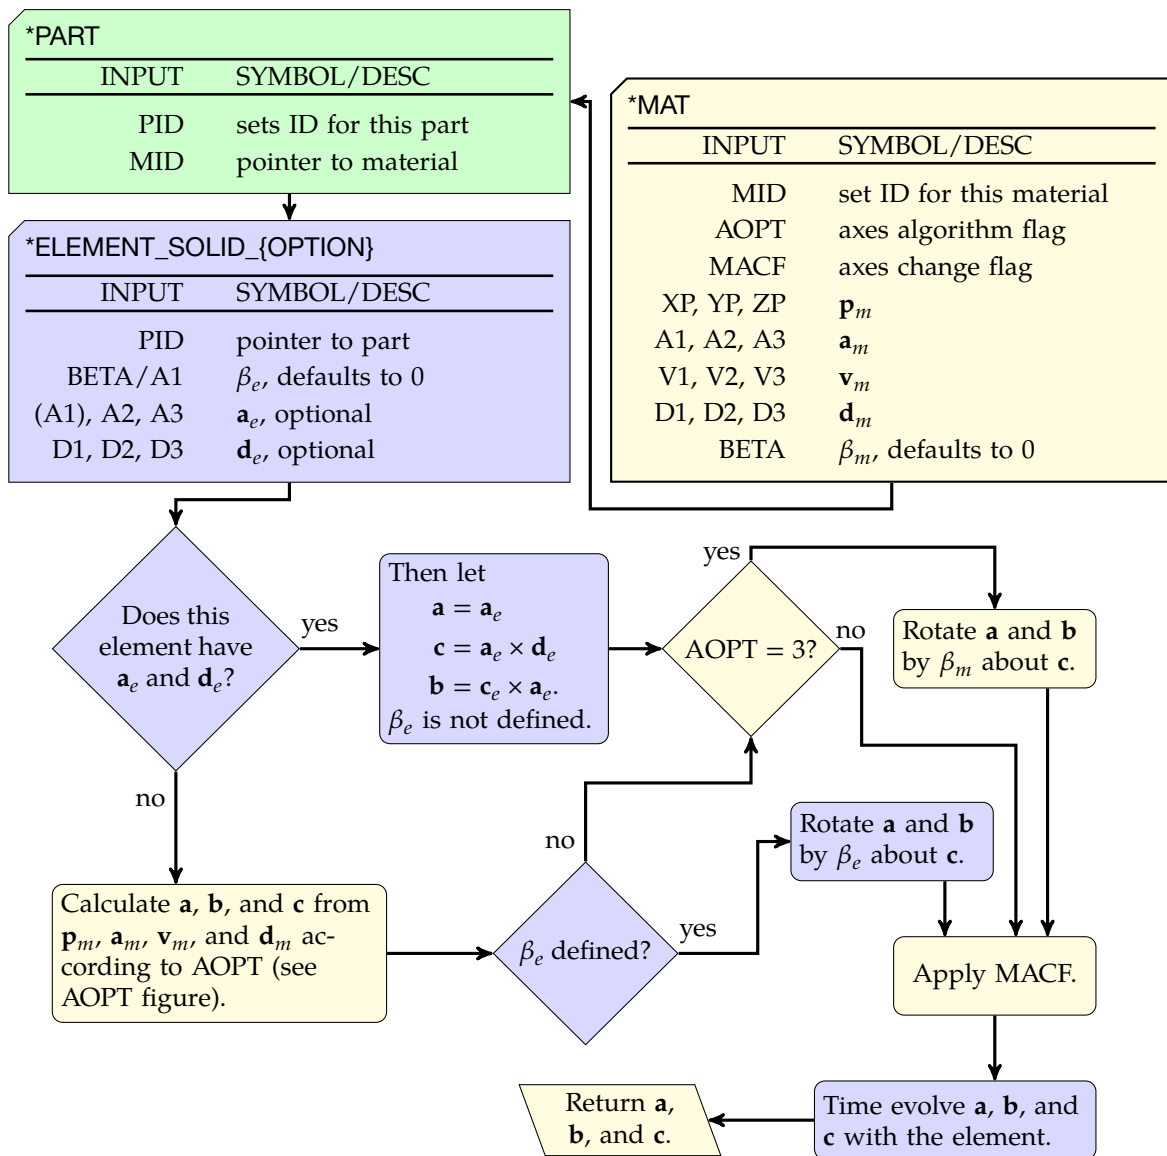 *PART
INPUT SYMBOL/DESC
PID sets ID for this part
MID pointer to material
*MAT
INPUT SYMBOL/DESC
MID set ID for this material
AOPT axes algorithm flag
MACF axes change flag
XP, YP, ZP pₘ
A1, A2, A3 aₘ
V1, V2, V3 vₘ
D1, D2, D3 dₘ
BETA βₘ, defaults to 0
*ELEMENT_SOLID_{OPTION}
INPUT SYMBOL/DESC
PID pointer to part
BETA/A1 βₑ, defaults to 0
(A1), A2, A3 aₑ, optional
D1, D2, D3 dₑ, optional
Does this
element have
aₑ and dₑ?
yes
Then let
a = aₑ
c = aₑ × dₑ
b = cₑ × aₑ.
βₑ is not defined.
AOPT = 3?
yes
no
Rotate a and b
by βₘ about c.
no
Calculate a, b, and c from
pₘ, aₘ, vₘ, and dₘ ac-
cording to AOPT (see
AOPT figure).
βₑ defined?
no
yes
Rotate a and b
by βₑ about c.
Apply MACF.
Time evolve a, b, and
c with the element.
Return a,
b, and c.